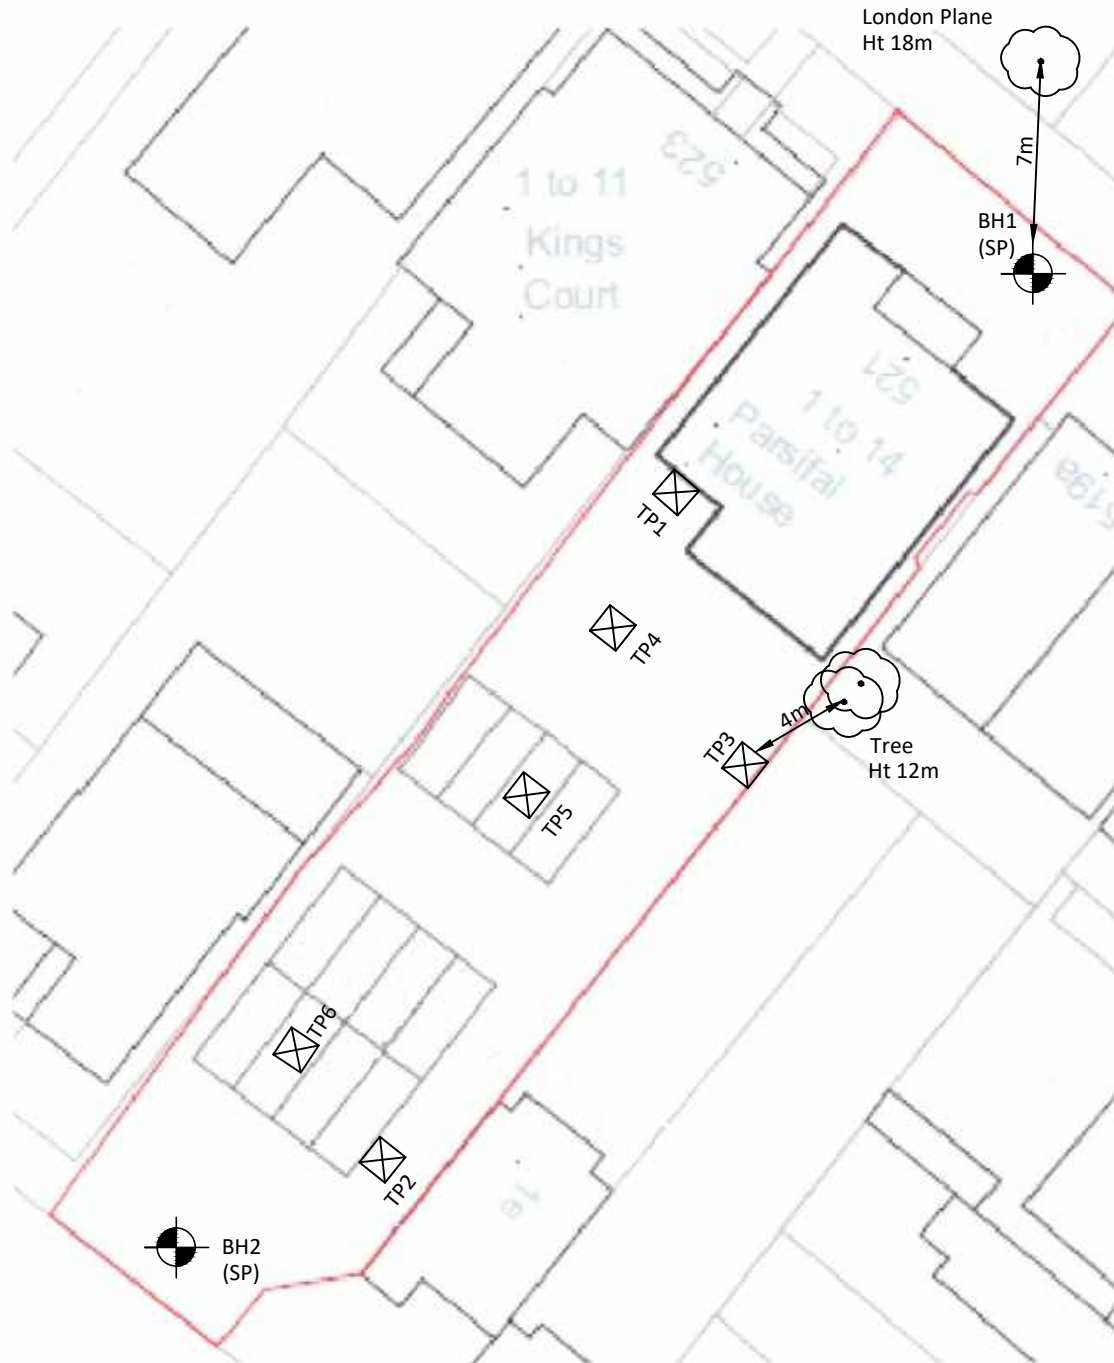 London Plane
Ht 18m
7m
BH1
(SP)
523
1 to 11
Kings
Court
521
1 to 14
Parsifal
House
519a
TP1
TP4
4m
TP3
Tree
Ht 12m
TP5
TP6
TP2
1e
BH2
(SP)